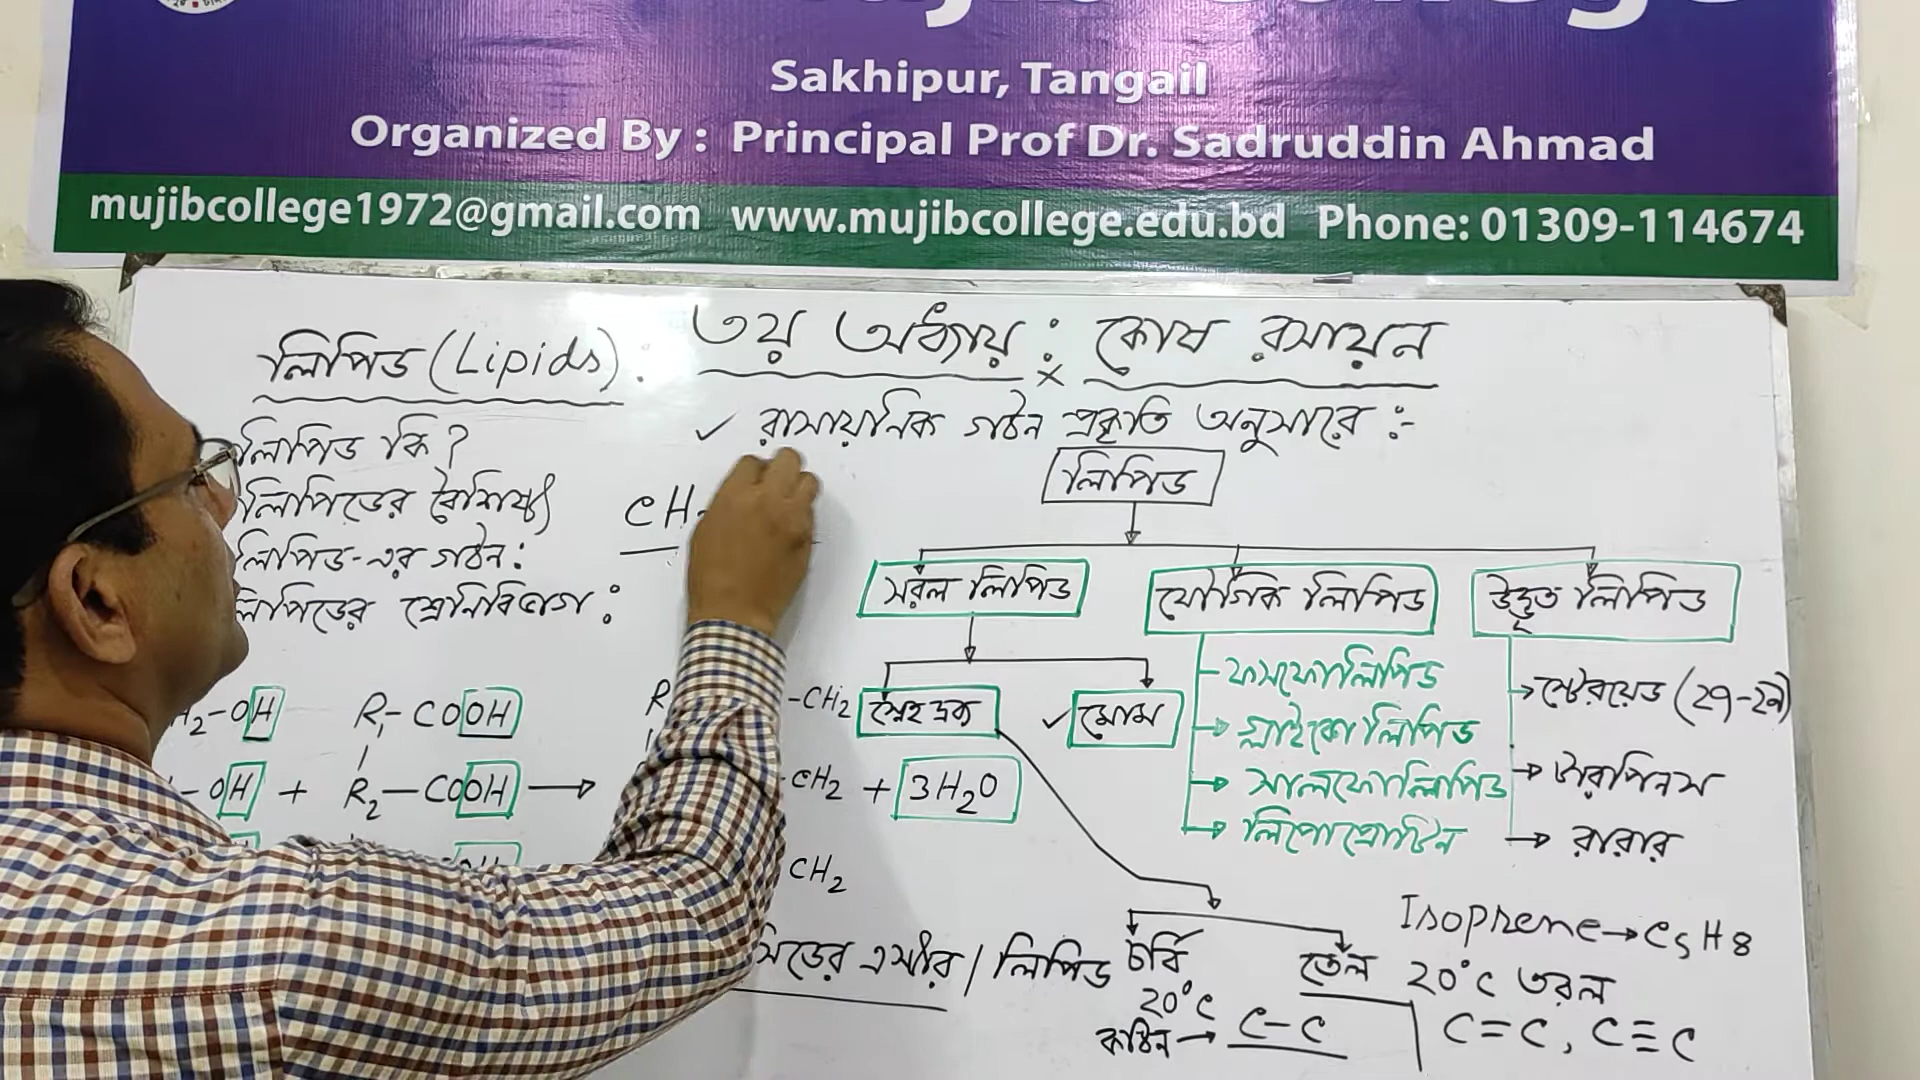 Sakhipur, Tangail
Organized By : Principal Prof Dr. Sadruddin Ahmad
mujibcollege1972@gmail.com www.mujibcollege.edu.bd Phone: 01309-114674
৩য় অধ্যায় : কোষ রসায়ন
লিপিড (Lipids) :
লিপিড কি ?
লিপিডের বৈশিষ্ট্য
লিপিড-এর গঠন :
লিপিডের শ্রেনিবিভাগ :
CH
✓ রাসায়নিক গঠন প্রকৃতি অনুসারে :-
লিপিড
সরল লিপিড যৌগিক লিপিড উদ্ভূত লিপিড
স্নেহ দ্রব্য ✓ মোম
ফসফোলিপিড
গ্লাইকোলিপিড
সালফোলিপিড
লিপোপ্রোটিন
স্টেরয়েড (২৭-২৯)
টারপিনস
রাবার
H2-OH R1-COOH R -CH2
-OH + R2-COOH → -CH2 + 3H2O
CH2
এস্টার / লিপিড
চর্বি তেল
20°C কঠিন → C-C
20°C তরল
C=C, C≡C
Isoprene → C5H8